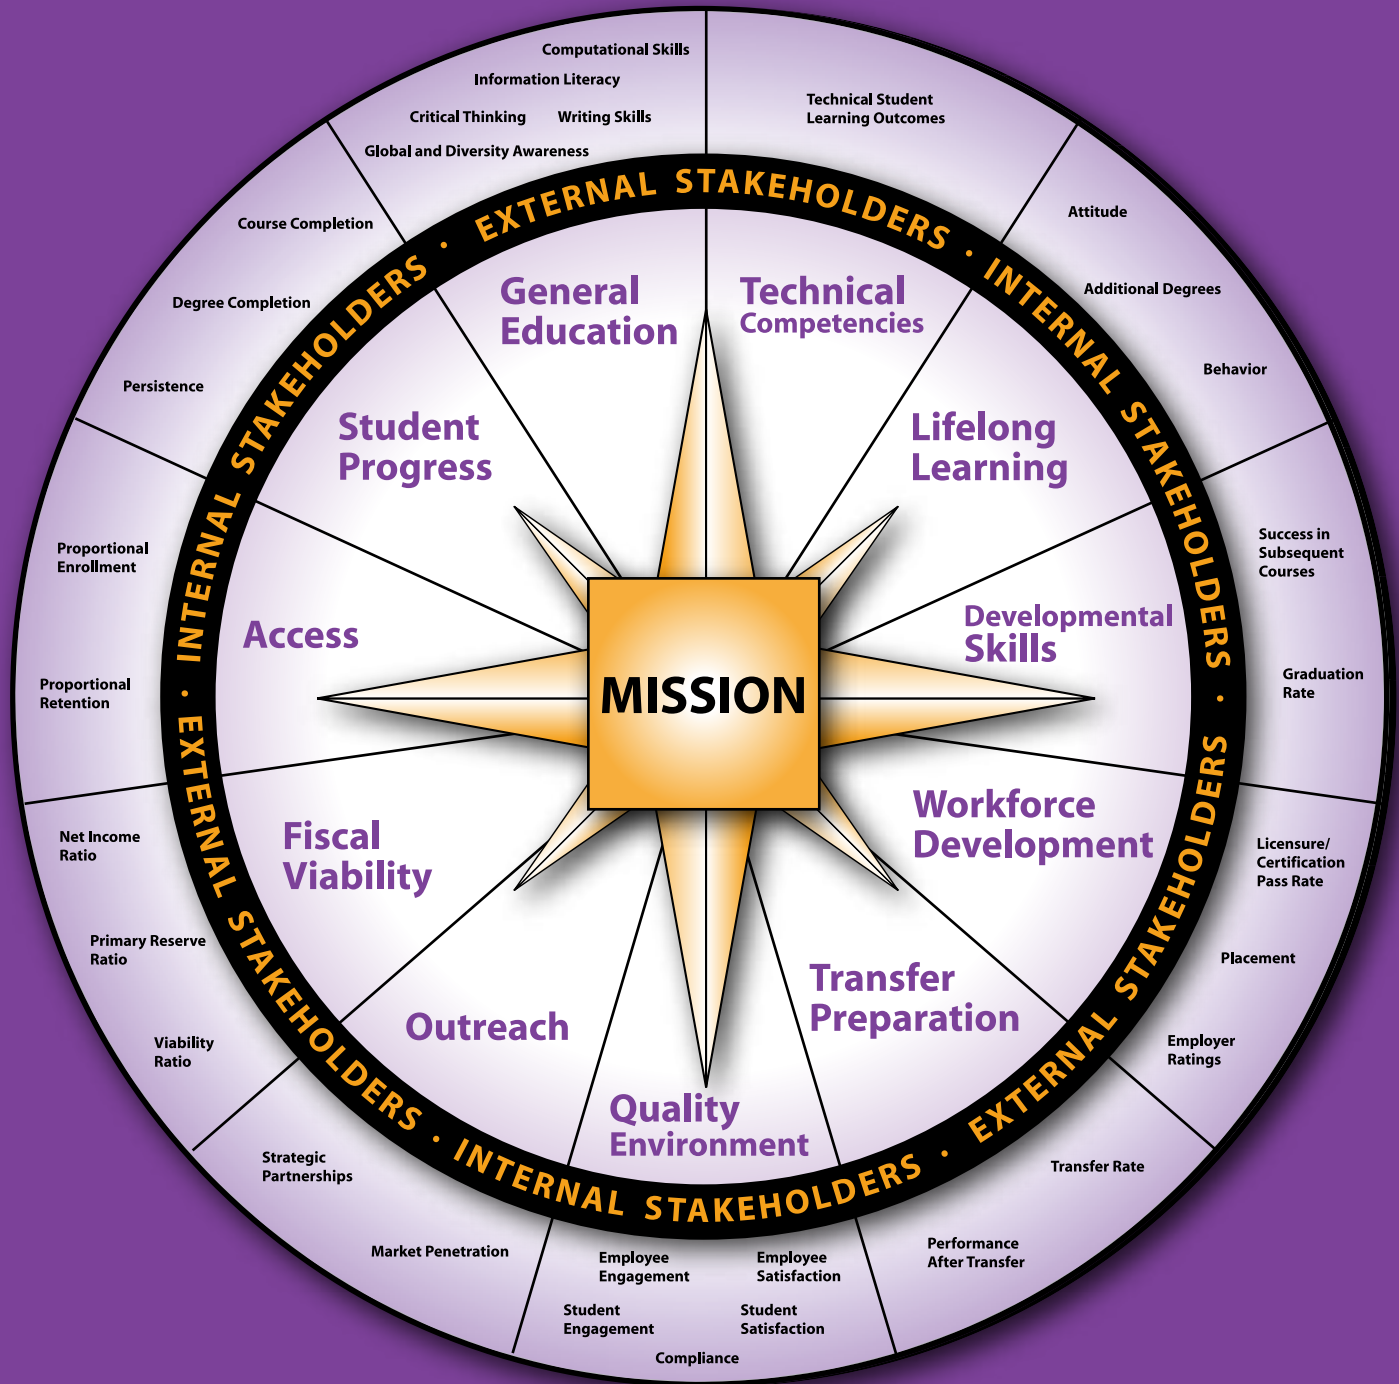 Computational Skills
Information Literacy
Critical Thinking
Writing Skills
Global and Diversity Awareness
Technical Student
Learning Outcomes
Attitude
Additional Degrees
Behavior
Success in
Subsequent
Courses
Graduation
Rate
Licensure/
Certification
Pass Rate
Placement
Employer
Ratings
Transfer Rate
Performance
After Transfer
Employee
Engagement
Employee
Satisfaction
Student
Engagement
Student
Satisfaction
Compliance
Market Penetration
Strategic
Partnerships
Viability
Ratio
Primary Reserve
Ratio
Net Income
Ratio
Proportional
Retention
Proportional
Enrollment
Persistence
Degree Completion
Course Completion
EXTERNAL STAKEHOLDERS · INTERNAL STAKEHOLDERS · EXTERNAL STAKEHOLDERS · INTERNAL STAKEHOLDERS · EXTERNAL STAKEHOLDERS · INTERNAL STAKEHOLDERS ·
General
Education
Technical
Competencies
Lifelong
Learning
Developmental
Skills
Workforce
Development
Transfer
Preparation
Quality
Environment
Outreach
Fiscal
Viability
Access
Student
Progress
MISSION